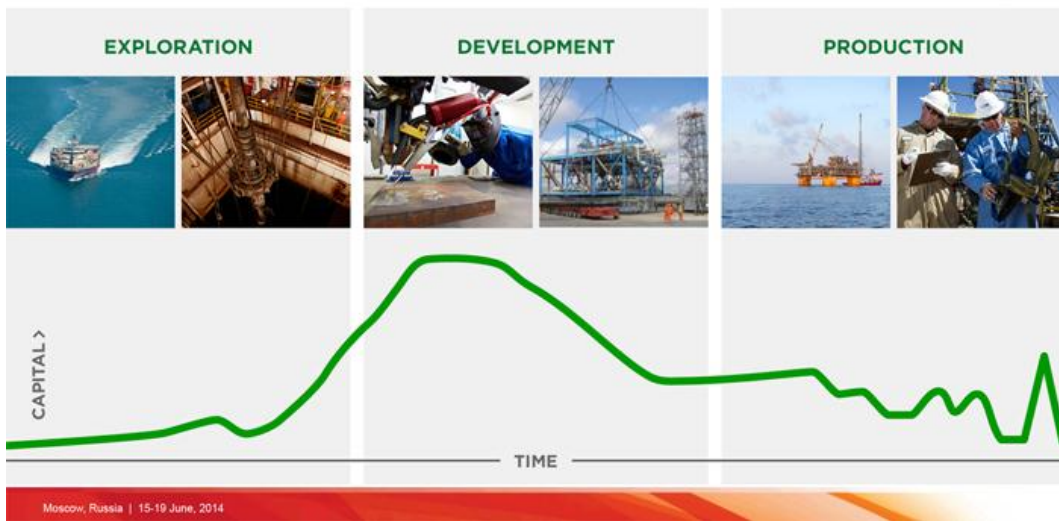 EXPLORATION
DEVELOPMENT
PRODUCTION
CAPITAL >
TIME
Moscow, Russia | 15-19 June, 2014